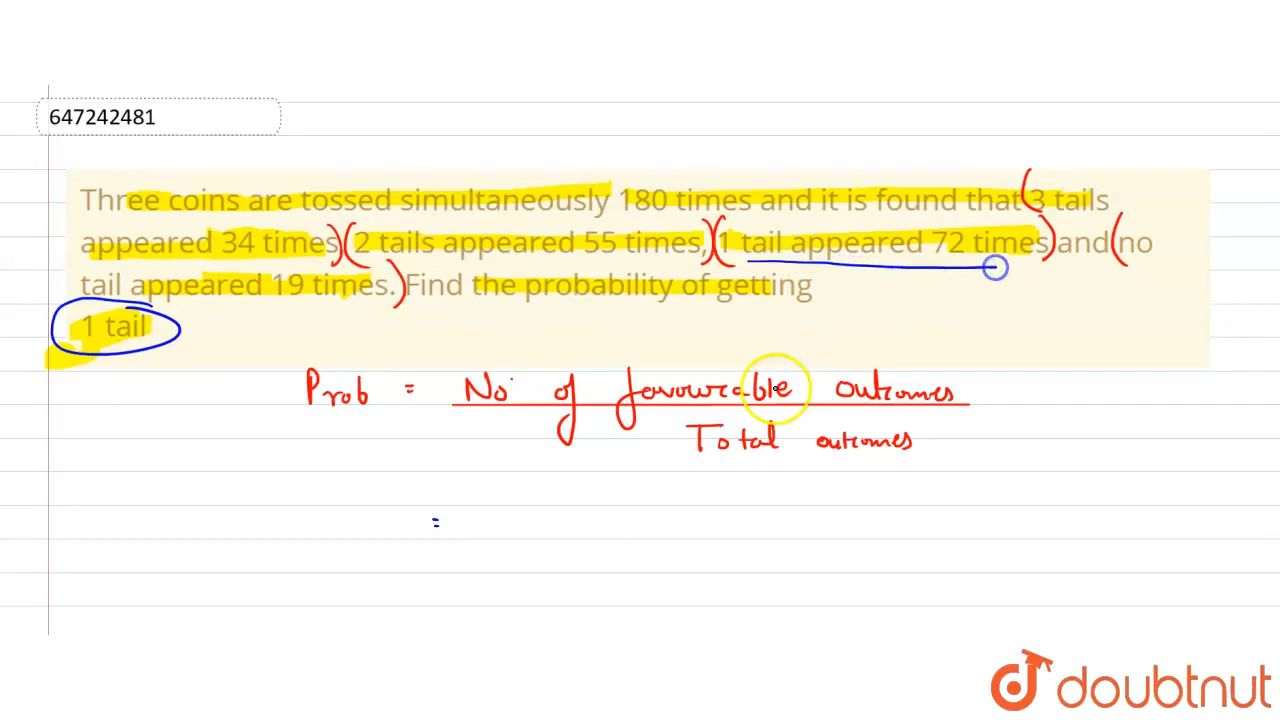 647242481
Three coins are tossed simultaneously 180 times and it is found that (3 tails
appeared 34 times)(2 tails appeared 55 times,)(1 tail appeared 72 times) and (no
tail appeared 19 times.) Find the probability of getting
1 tail
Prob = No. of favourable outcomes
Total outcomes
=
doubtnut